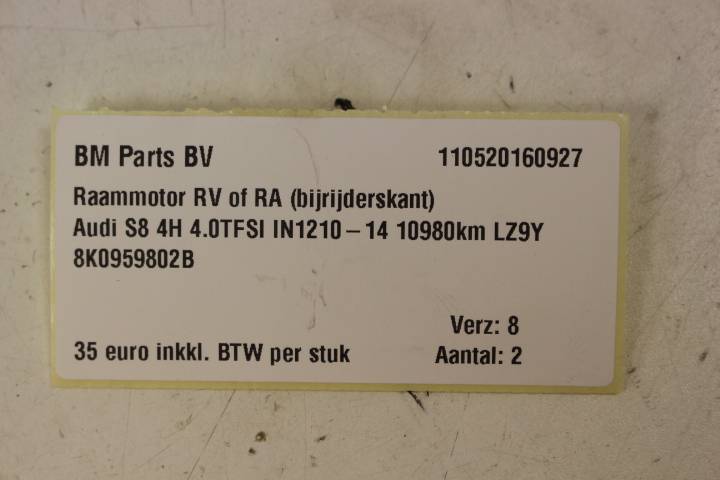 BM Parts BV 110520160927
Raammotor RV of RA (bijrijderskant)
Audi S8 4H 4.0TFSI IN1210-14 10980km LZ9Y
8K0959802B
Verz: 8
35 euro inkkl. BTW per stuk Aantal: 2